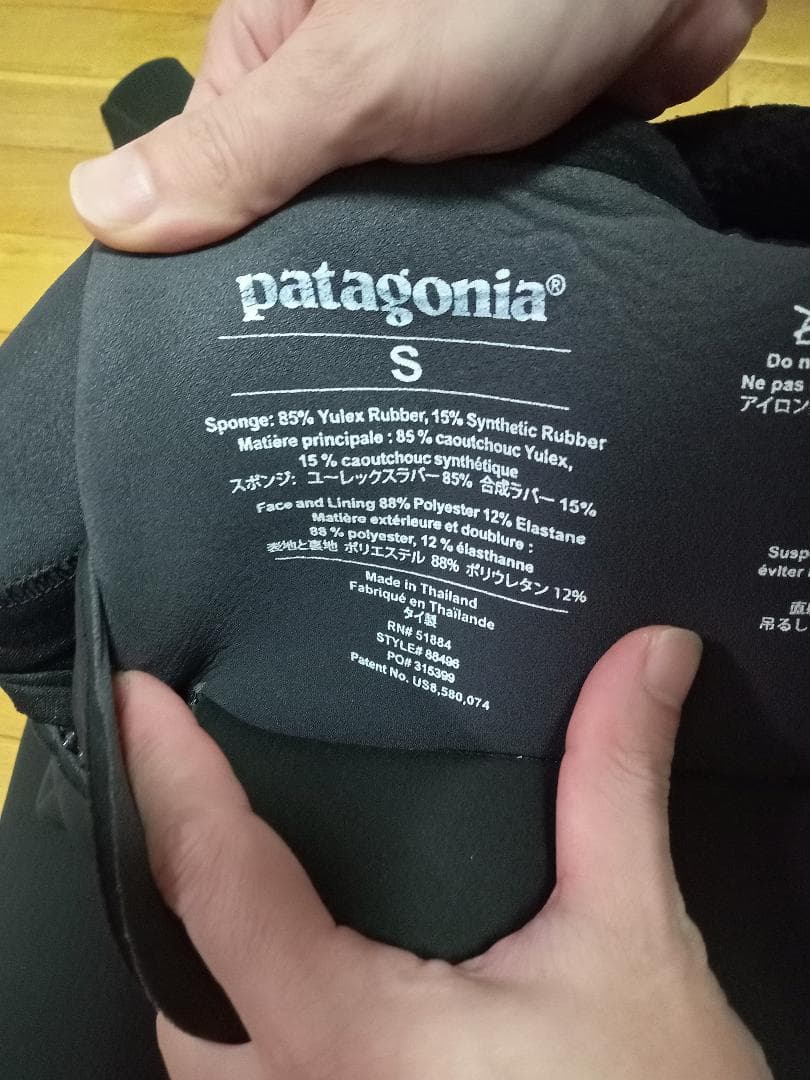 patagonia®
S
Sponge: 85% Yulex Rubber, 15% Synthetic Rubber
Matière principale : 85 % caoutchouc Yulex,
15 % caoutchouc synthétique
スポンジ: ユーレックスラバー 85% 合成ラバー 15%
Face and Lining 88% Polyester 12% Elastane
Matière extérieure et doublure :
88 % polyester, 12 % élasthanne
表地と裏地 ポリエステル 88% ポリウレタン 12%
Made in Thailand
Fabriqué en Thaïlande
タイ製
RN# 51884
STYLE# 88496
PO# 315399
Patent No. US8,580,074
Do n
Ne pas
アイロン
Susp
éviter
吊るし